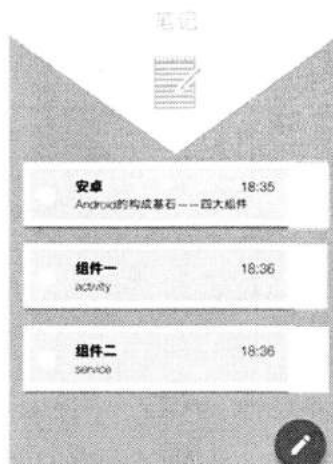 笔记
安卓 18:35
Android的构成基石----四大组件
组件一 18:36
activity
组件二 18:36
service